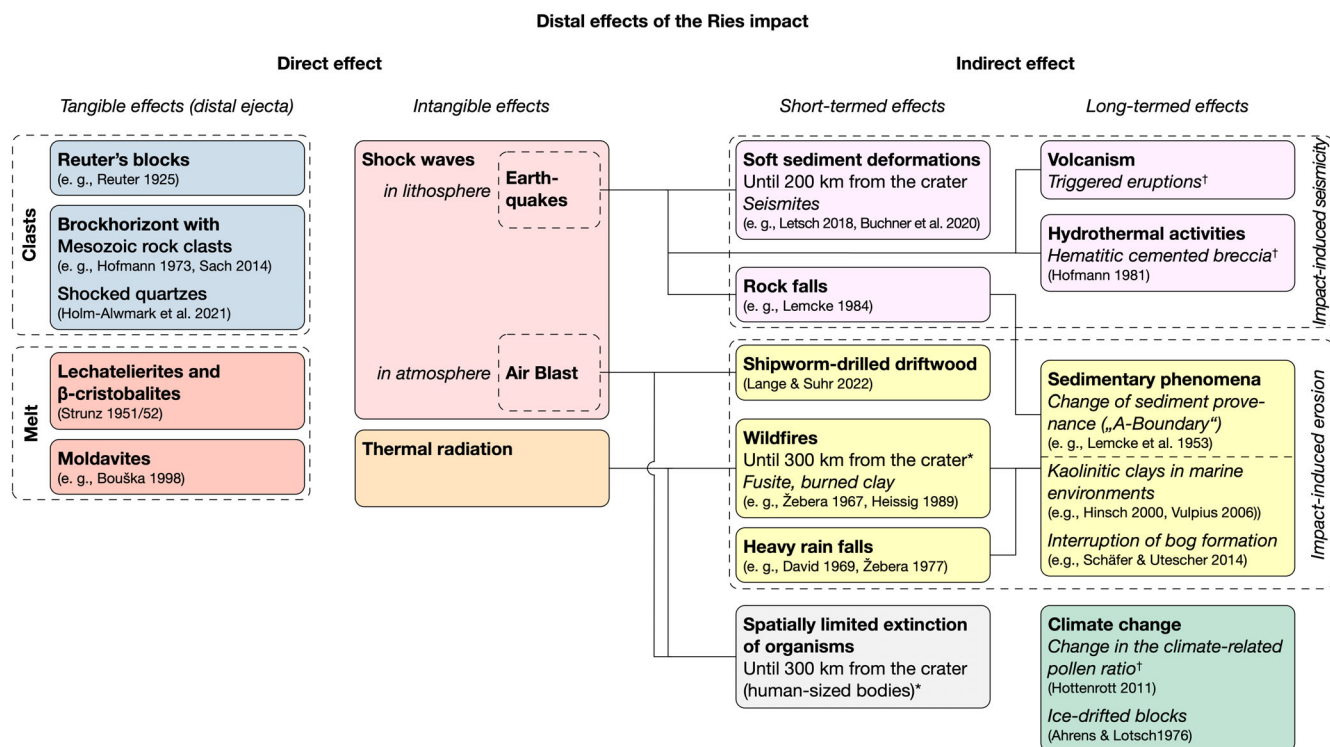 Distal effects of the Ries impact
Direct effect
Indirect effect
Tangible effects (distal ejecta)
Intangible effects
Short-termed effects
Long-termed effects
Clasts
Reuter’s blocks
(e. g., Reuter 1925)
Brockhorizont with
Mesozoic rock clasts
(e. g., Hofmann 1973, Sach 2014)
Shocked quartzes
(Holm-Alwmark et al. 2021)
Melt
Lechatelierites and
β-cristobalites
(Strunz 1951/52)
Moldavites
(e. g., Bouška 1998)
Shock waves
in lithosphere
Earth-
quakes
in atmosphere
Air Blast
Thermal radiation
Soft sediment deformations
Until 200 km from the crater
Seismites
(e. g., Letsch 2018, Buchner et al. 2020)
Rock falls
(e. g., Lemcke 1984)
Shipworm-drilled driftwood
(Lange & Suhr 2022)
Wildfires
Until 300 km from the crater*
Fusite, burned clay
(e. g., Žebera 1967, Heissig 1989)
Heavy rain falls
(e. g., David 1969, Žebera 1977)
Spatially limited extinction
of organisms
Until 300 km from the crater
(human-sized bodies)*
Volcanism
Triggered eruptions†
Hydrothermal activities
Hematitic cemented breccia†
(Hofmann 1981)
Impact-induced seismicity
Sedimentary phenomena
Change of sediment prove-
nance („A-Boundary“)
(e. g., Lemcke et al. 1953)
Kaolinitic clays in marine
environments
(e.g., Hinsch 2000, Vulpius 2006))
Interruption of bog formation
(e.g., Schäfer & Utescher 2014)
Impact-induced erosion
Climate change
Change in the climate-related
pollen ratio†
(Hottenrott 2011)
Ice-drifted blocks
(Ahrens & Lotsch1976)